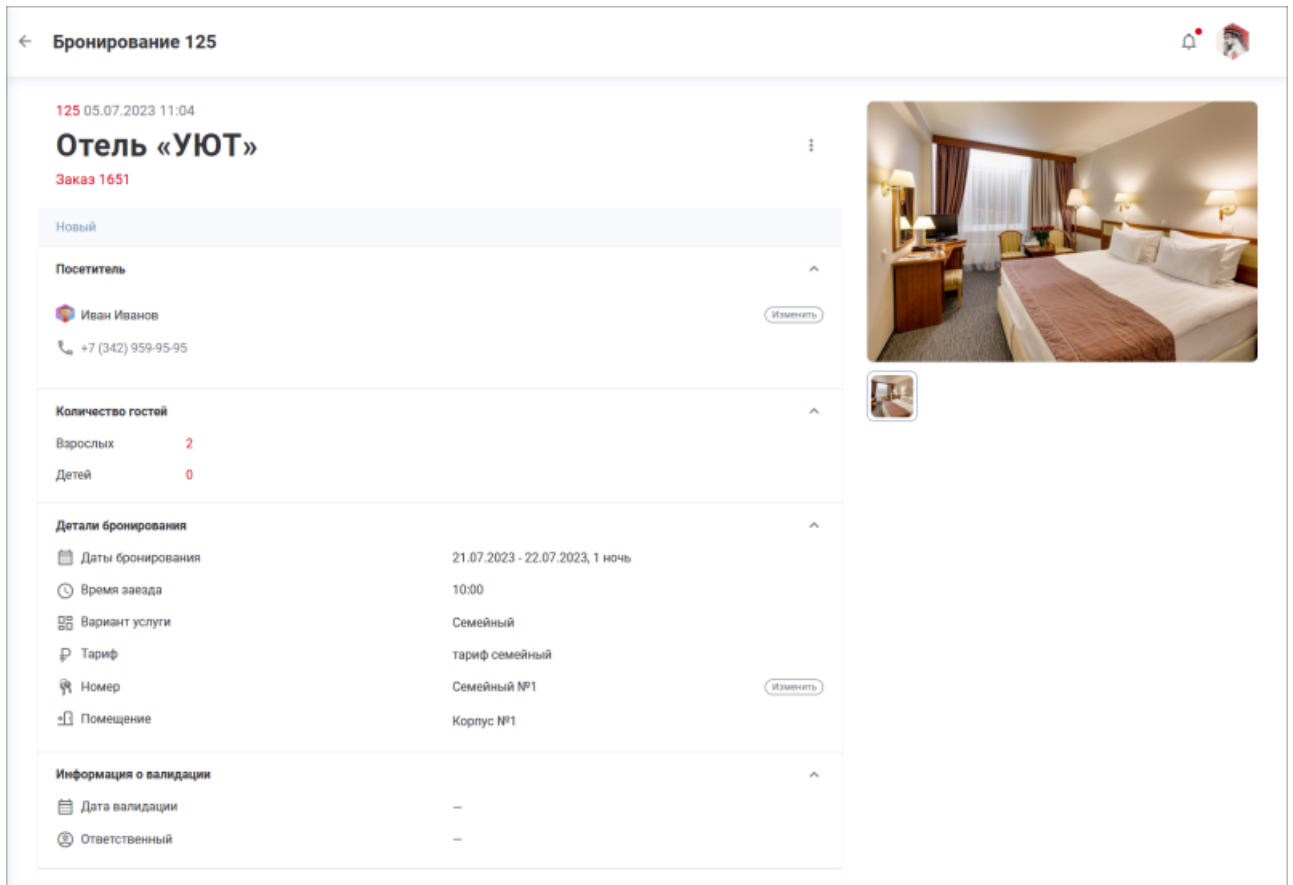 Бронирование 125
125 05.07.2023 11:04
Отель «УЮТ»
Заказ 1651
Новый
Посетитель
Иван Иванов Изменить
+7 (342) 959-95-95
Количество гостей
Взрослых 2
Детей 0
Детали бронирования
Даты бронирования 21.07.2023 - 22.07.2023, 1 ночь
Время заезда 10:00
Вариант услуги Семейный
Тариф тариф семейный
Номер Семейный №1 Изменить
Помещение Корпус №1
Информация о валидации
Дата валидации —
Ответственный —